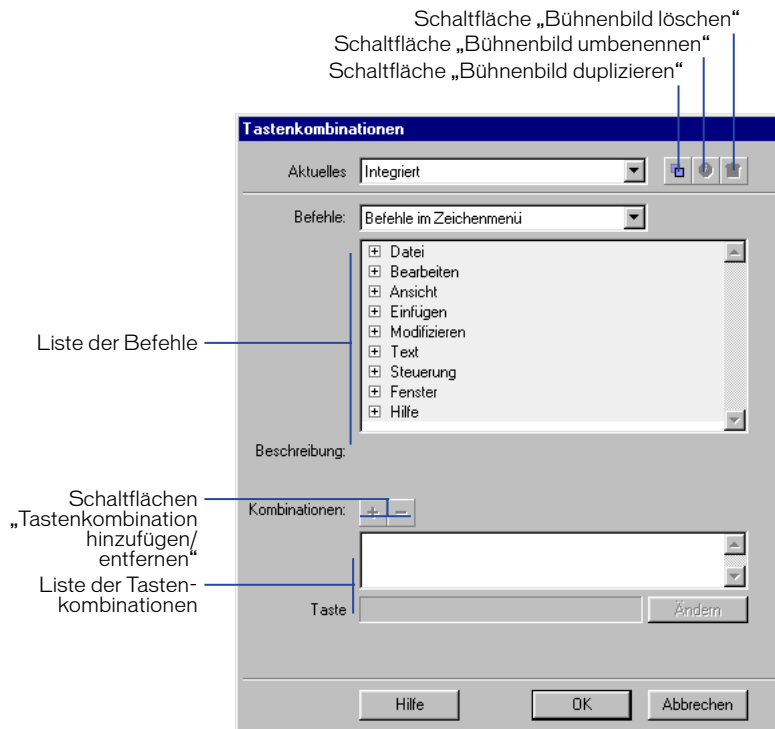 Schaltfläche „Bühnenbild löschen“
Schaltfläche „Bühnenbild umbenennen“
Schaltfläche „Bühnenbild duplizieren“
Tastenkombinationen
Aktuelles
Integriert
Befehle:
Befehle im Zeichenmenü
Datei
Bearbeiten
Ansicht
Einfügen
Modifizieren
Text
Steuerung
Fenster
Hilfe
Liste der Befehle
Beschreibung:
Schaltflächen
„Tastenkombination
hinzufügen/
entfernen“
Kombinationen:
Liste der Tasten-
kombinationen
Taste
Ändern
Hilfe
OK
Abbrechen